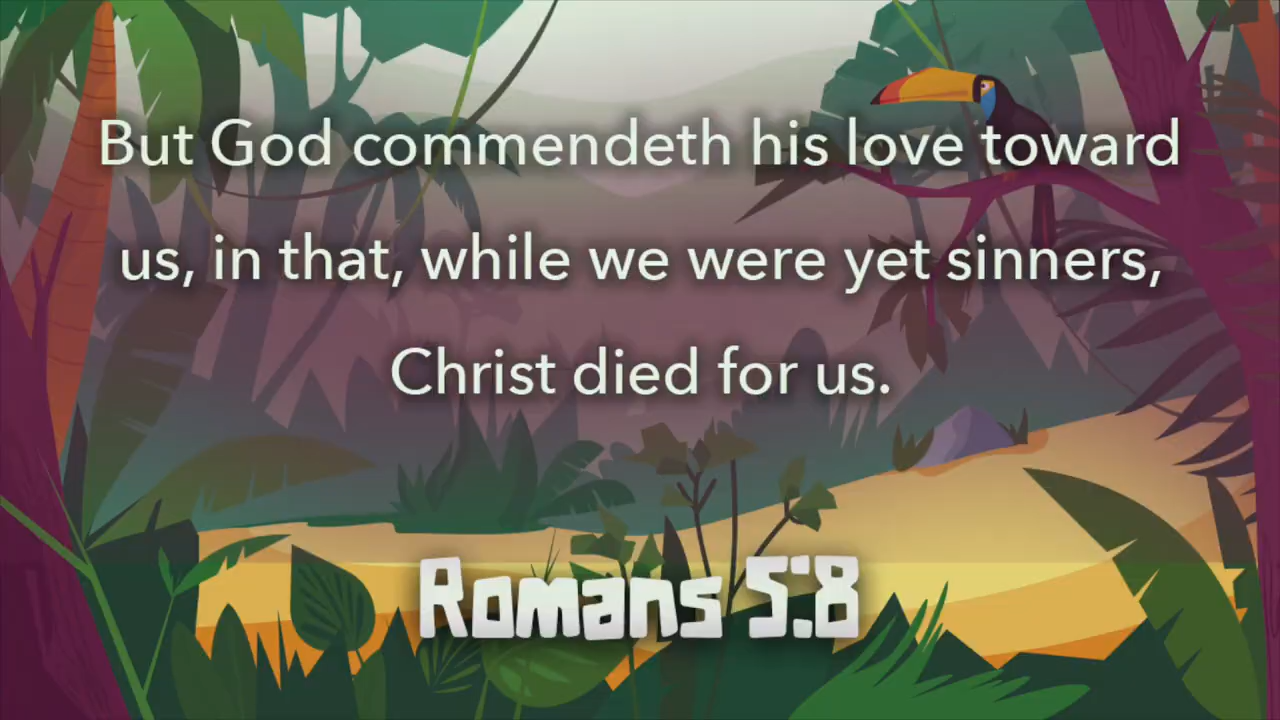 But God commendeth his love toward
us, in that, while we were yet sinners,
Christ died for us.
Romans 5:8